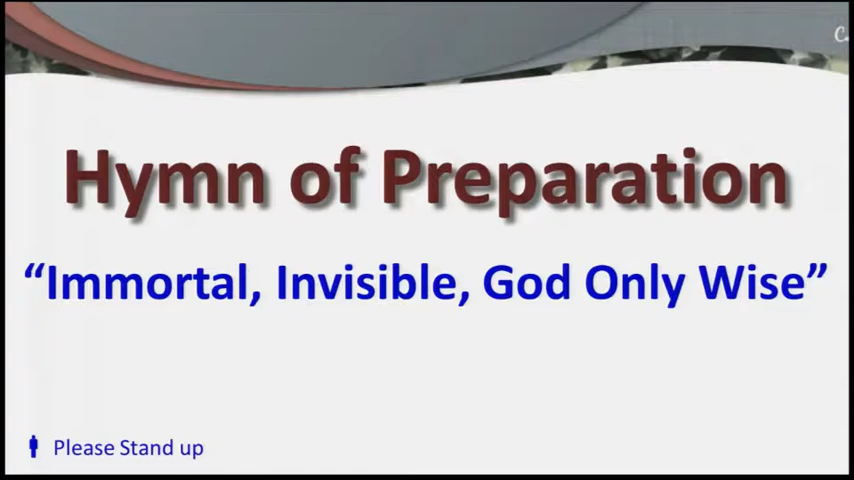 Hymn of Preparation
“Immortal, Invisible, God Only Wise”
Please Stand up